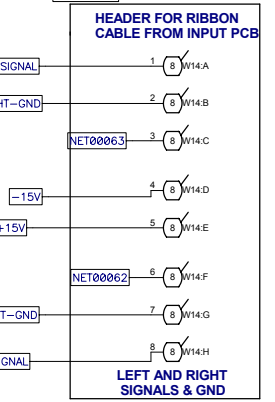 HEADER FOR RIBBON
CABLE FROM INPUT PCB
SIGNAL 1 8 W14:A
HT-GND 2 8 W14:B
NET00063 3 8 W14:C
-15V 4 8 W14:D
+15V 5 8 W14:E
NET00062 6 8 W14:F
T-GND 7 8 W14:G
GNAL 8 8 W14:H
LEFT AND RIGHT
SIGNALS & GND